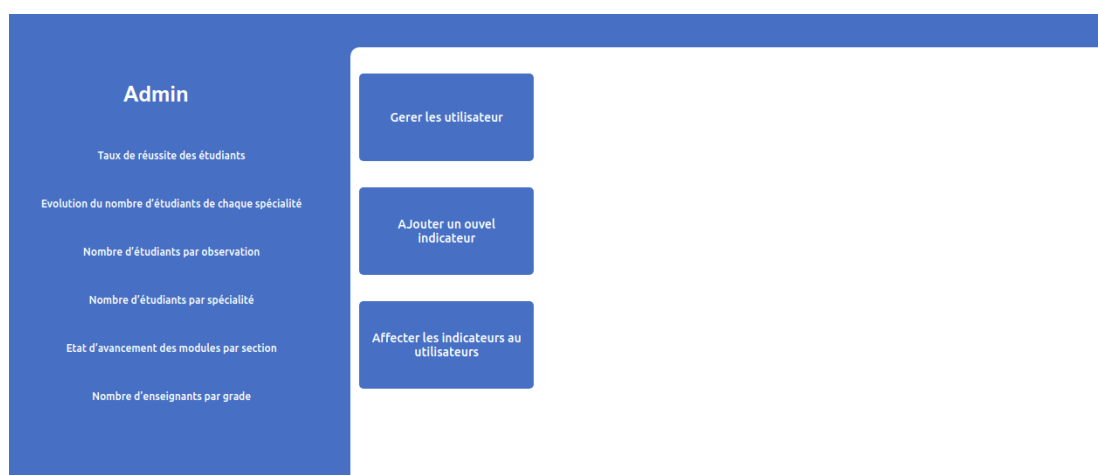 Admin
Taux de réussite des étudiants
Evolution du nombre d'étudiants de chaque spécialité
Nombre d'étudiants par observation
Nombre d'étudiants par spécialité
Etat d'avancement des modules par section
Nombre d'enseignants par grade
Gerer les utilisateur
AJouter un ouvel
indicateur
Affecter les indicateurs au
utilisateurs